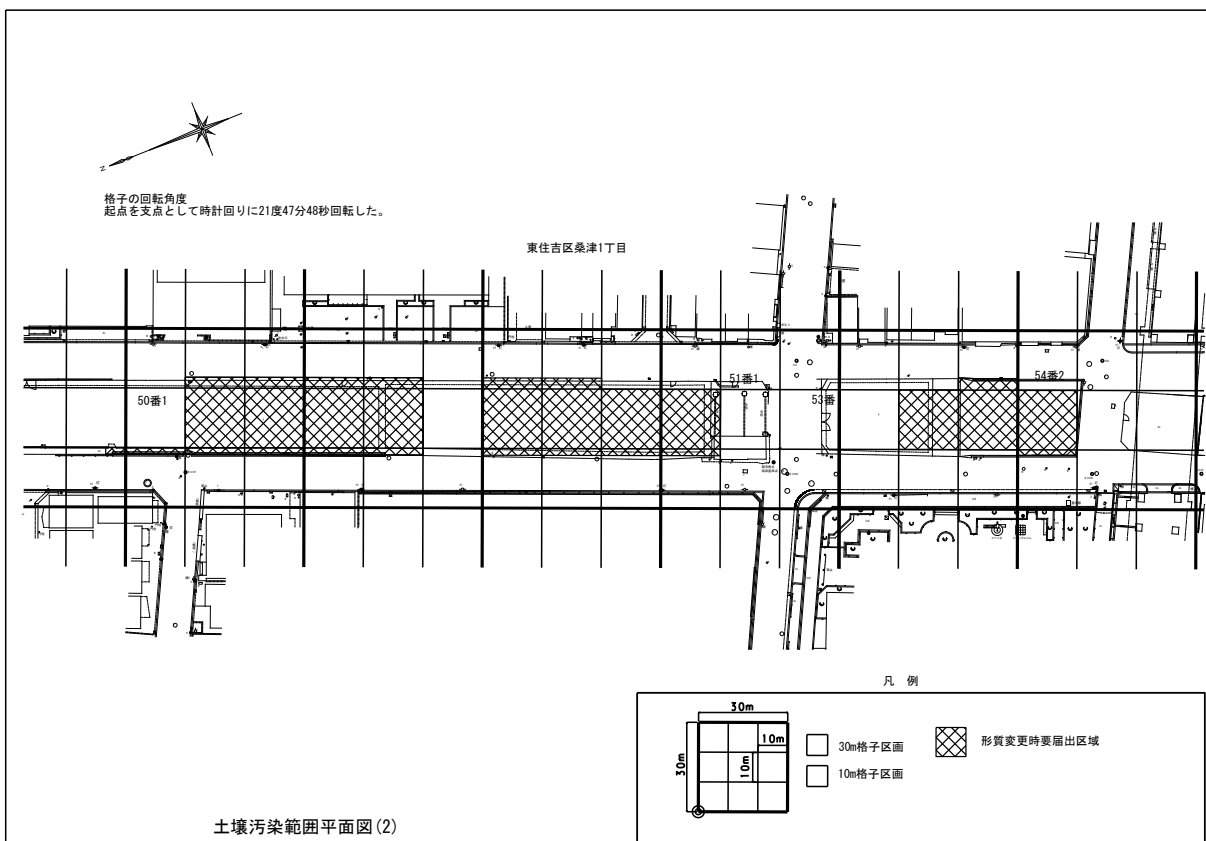 N
格子の回転角度
起点を支点として時計回りに21度47分48秒回転した。
東住吉区桑津1丁目
50番1
51番1
53番
54番2
凡 例
30m
30m
10m
10m
30m格子区画
10m格子区画
形質変更時要届出区域
土壌汚染範囲平面図(2)